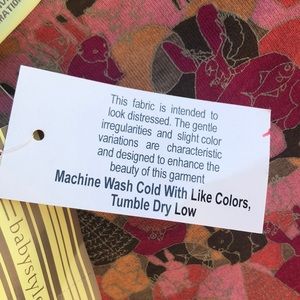 This fabric is intended to
look distressed. The gentle
irregularities and slight color
variations are characteristic
and designed to enhance the
beauty of this garment
Machine Wash Cold With Like Colors,
Tumble Dry Low
babystyle